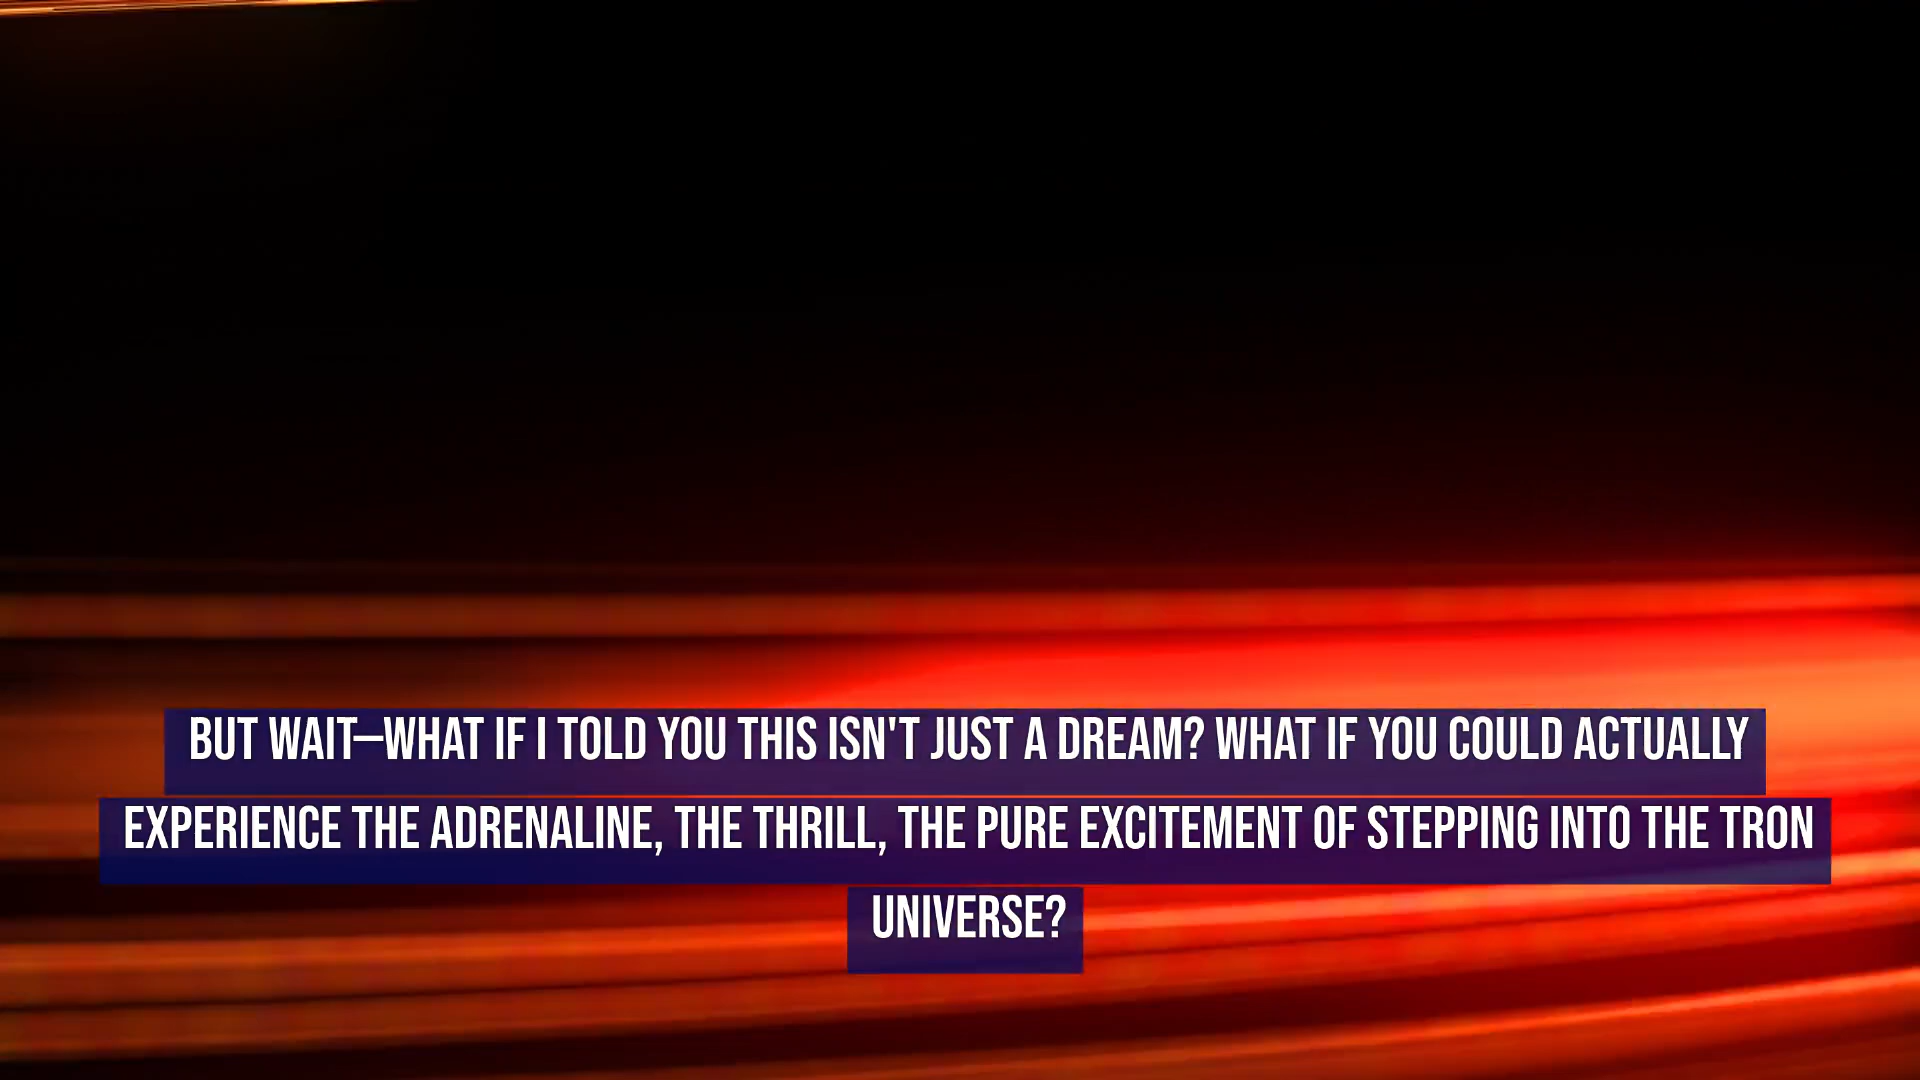 BUT WAIT—WHAT IF I TOLD YOU THIS ISN'T JUST A DREAM? WHAT IF YOU COULD ACTUALLY
EXPERIENCE THE ADRENALINE, THE THRILL, THE PURE EXCITEMENT OF STEPPING INTO THE TRON
UNIVERSE?